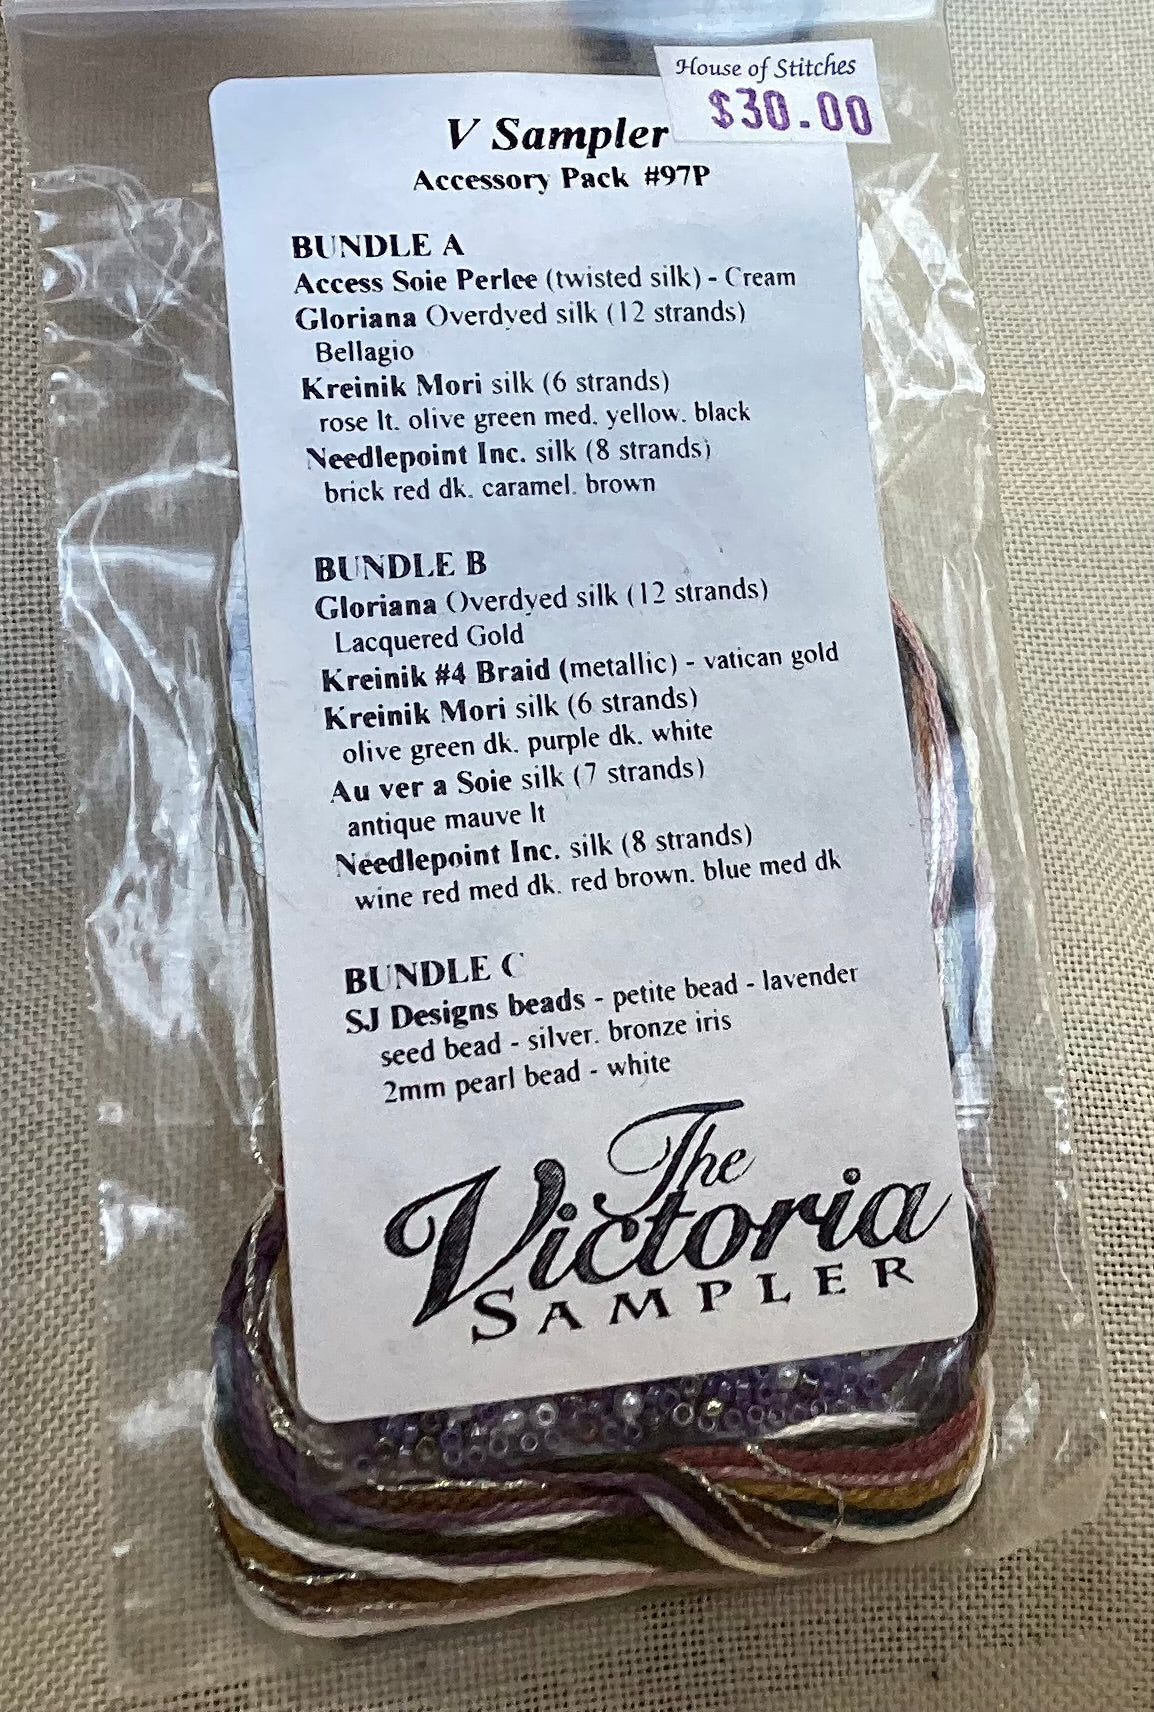 House of Stitches
$30.00
V Sampler
Accessory Pack #97P
BUNDLE A
Access Soie Perlee (twisted silk) - Cream
Gloriana Overdyed silk (12 strands)
Bellagio
Kreinik Mori silk (6 strands)
rose lt. olive green med. yellow. black
Needlepoint Inc. silk (8 strands)
brick red dk. caramel. brown
BUNDLE B
Gloriana Overdyed silk (12 strands)
Lacquered Gold
Kreinik #4 Braid (metallic) - vatican gold
Kreinik Mori silk (6 strands)
olive green dk. purple dk. white
Au ver a Soie silk (7 strands)
antique mauve lt
Needlepoint Inc. silk (8 strands)
wine red med dk. red brown. blue med dk
BUNDLE C
SJ Designs beads - petite bead - lavender
seed bead - silver. bronze iris
2mm pearl bead - white
The
Victoria
SAMPLER